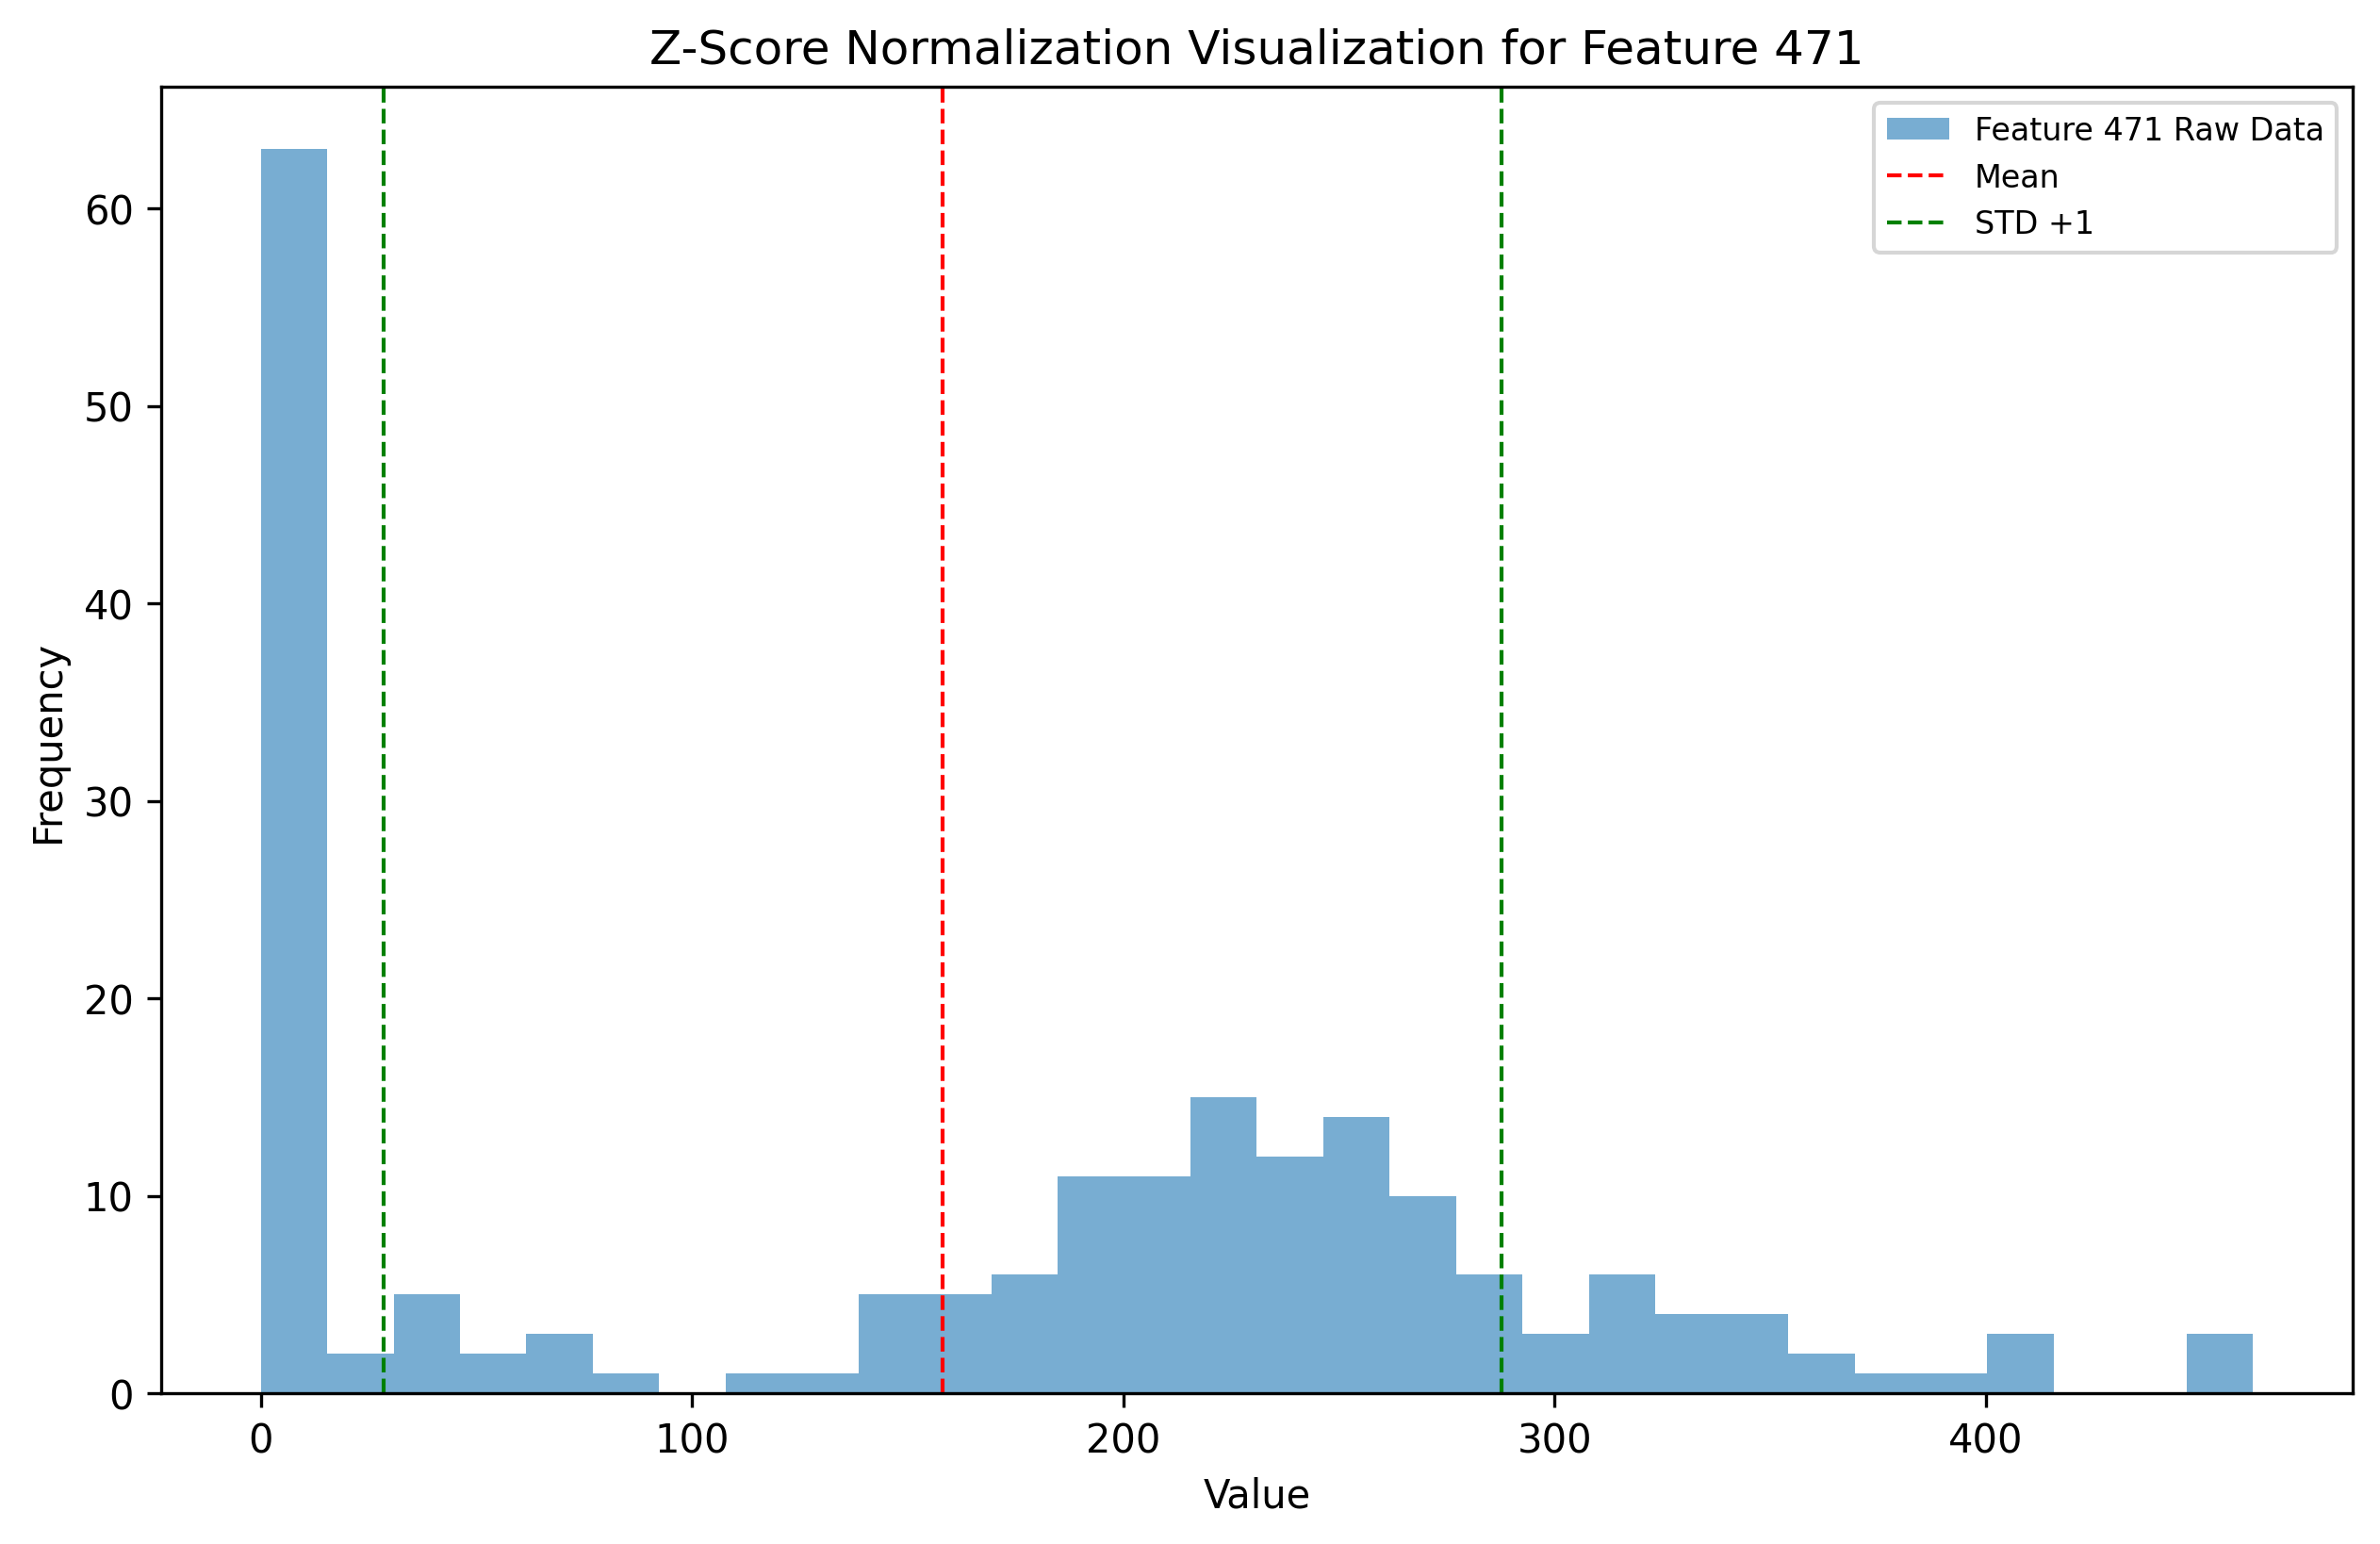 Z-Score Normalization Visualization for Feature 471
Feature 471 Raw Data
Mean
STD +1
60
50
40
30
20
10
0
Frequency
0 100 200 300 400
Value